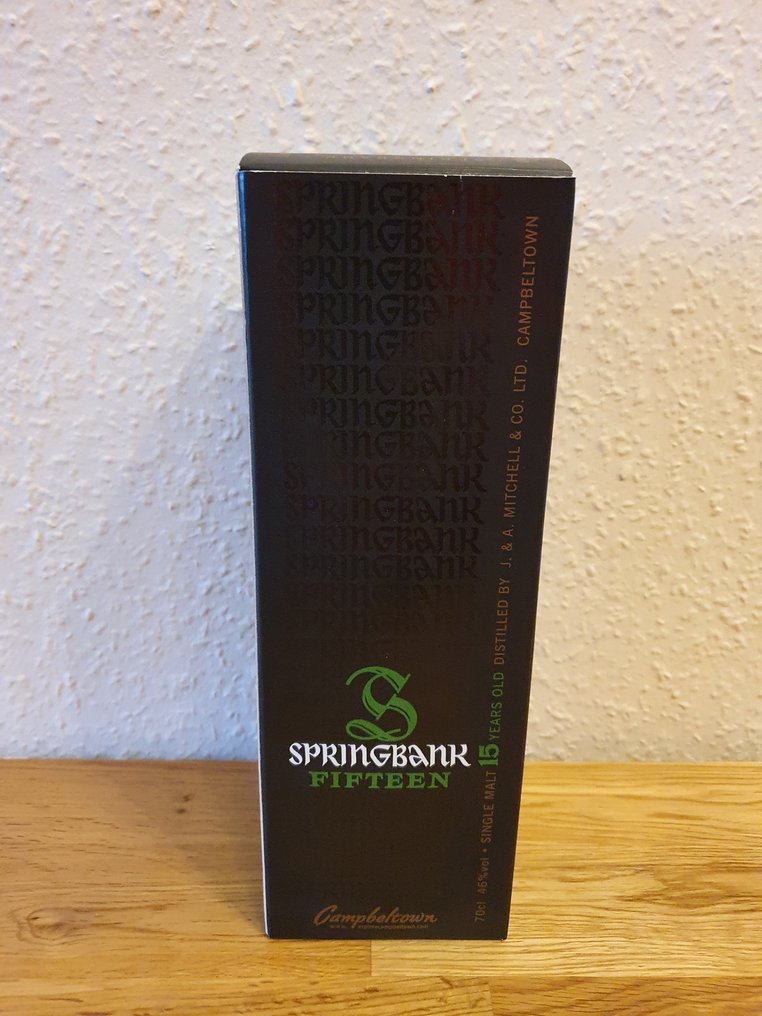 SPRINGBANK
SPRINGBANK
SPRINGBANK
SPRINGBANK
SPRINGBANK
SPRINGBANK
SPRINGBANK
SPRINGBANK
SPRINGBANK
SPRINGBANK
SPRINGBANK
SPRINGBANK
S
SPRINGBANK
FIFTEEN
Campbeltown
70cl 46%vol • SINGLE MALT 15 YEARS OLD DISTILLED BY J. & A. MITCHELL & CO. LTD. CAMPBELTOWN